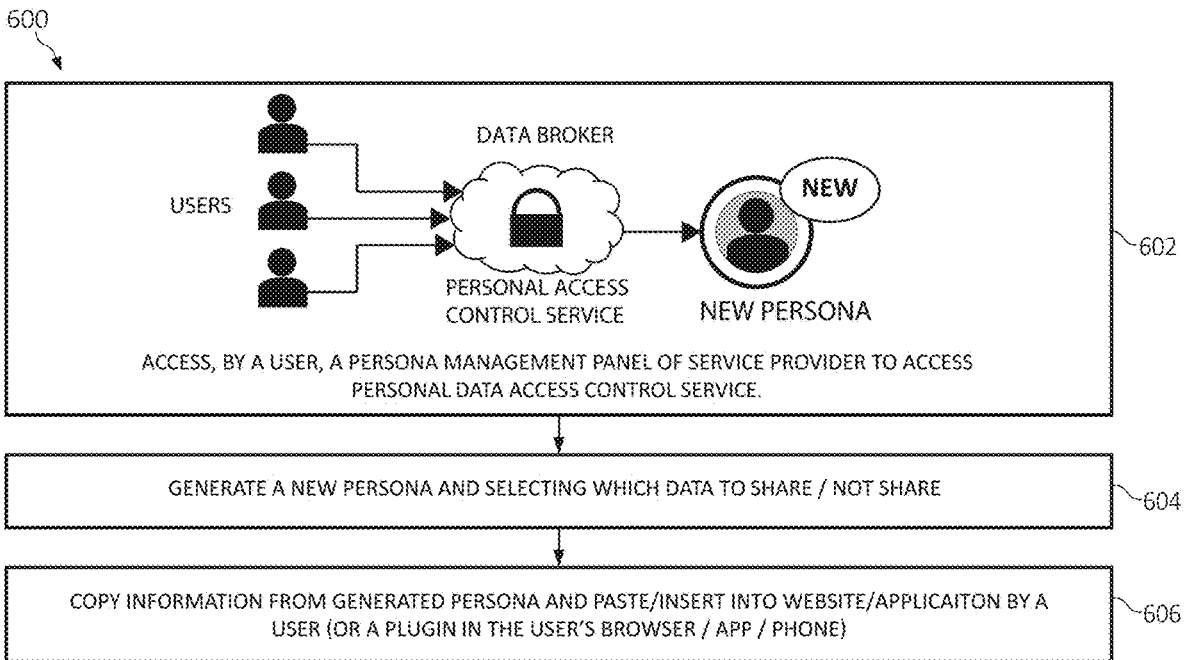 600
DATA BROKER
NEW
USERS
602
PERSONAL ACCESS
CONTROL SERVICE
NEW PERSONA
ACCESS, BY A USER, A PERSONA MANAGEMENT PANEL OF SERVICE PROVIDER TO ACCESS
PERSONAL DATA ACCESS CONTROL SERVICE.
GENERATE A NEW PERSONA AND SELECTING WHICH DATA TO SHARE / NOT SHARE
604
COPY INFORMATION FROM GENERATED PERSONA AND PASTE/INSERT INTO WEBSITE/APPLICAITON BY A
USER (OR A PLUGIN IN THE USER'S BROWSER / APP / PHONE)
606